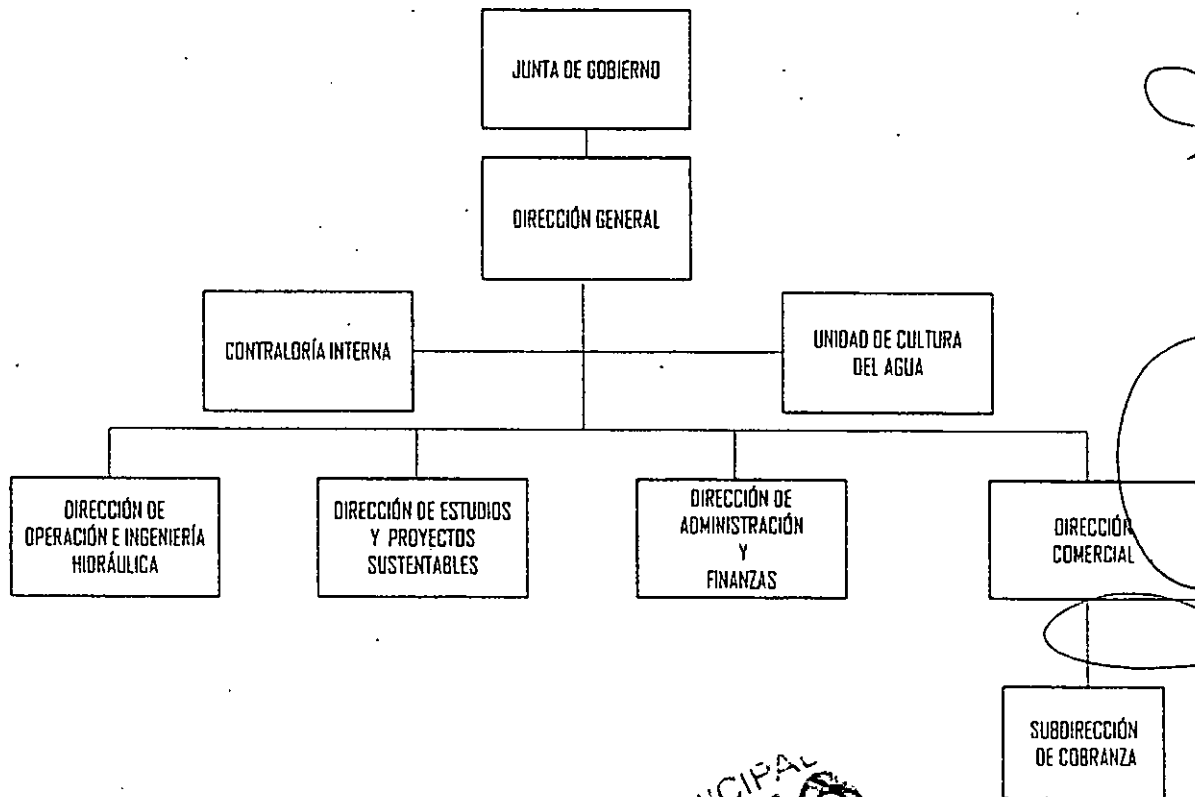 JUNTA DE GOBIERNO
DIRECCIÓN GENERAL
CONTRALORÍA INTERNA
UNIDAD DE CULTURA
DEL AGUA
DIRECCIÓN DE
OPERACIÓN E INGENIERÍA
HIDRÁULICA
DIRECCIÓN DE ESTUDIOS
Y PROYECTOS
SUSTENTABLES
DIRECCIÓN DE
ADMINISTRACIÓN
Y
FINANZAS
DIRECCIÓN
COMERCIAL
SUBDIRECCIÓN
DE COBRANZA